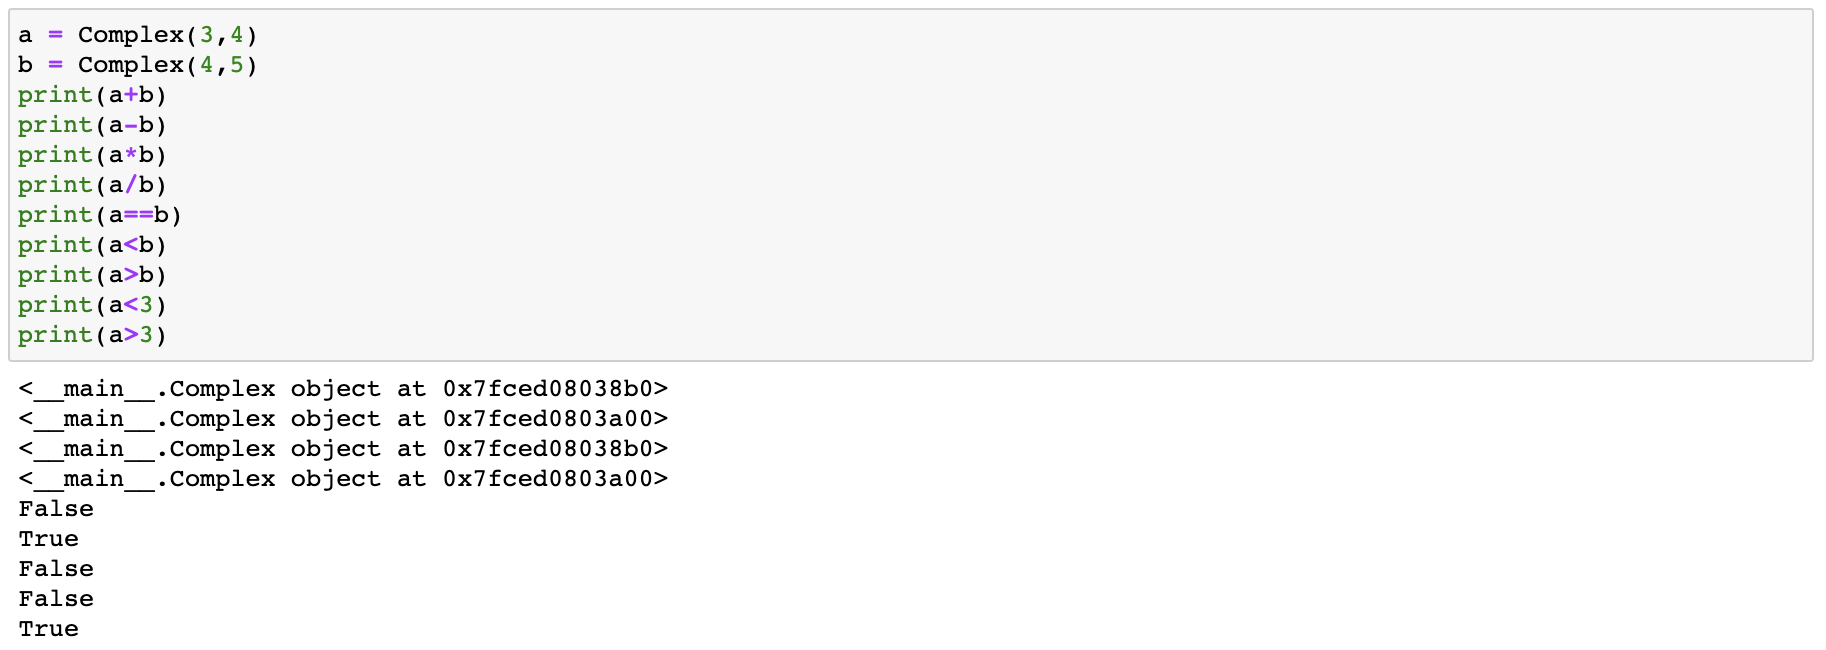 a = Complex(3,4)
b = Complex(4,5)
print(a+b)
print(a-b)
print(a*b)
print(a/b)
print(a==b)
print(a<b)
print(a>b)
print(a<3)
print(a>3)
<__main__.Complex object at 0x7fced08038b0>
<__main__.Complex object at 0x7fced0803a00>
<__main__.Complex object at 0x7fced08038b0>
<__main__.Complex object at 0x7fced0803a00>
False
True
False
False
True